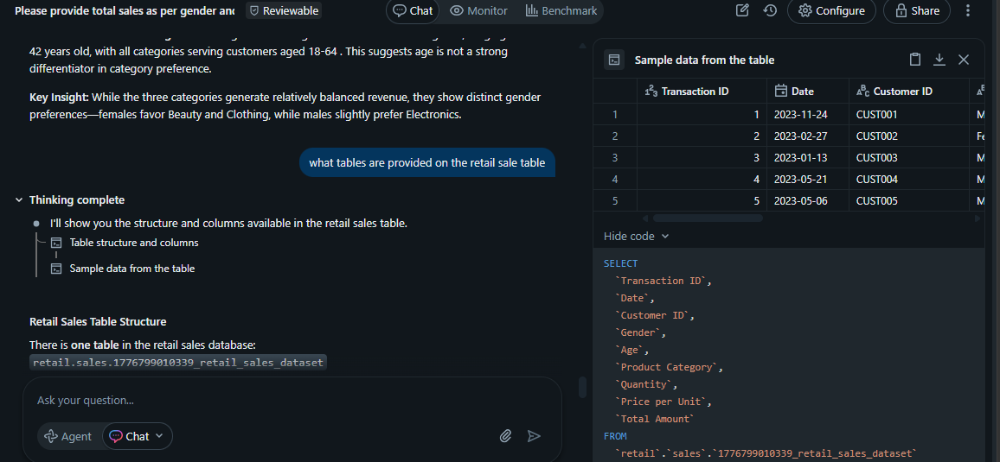 Please provide total sales as per gender and
Reviewable
Chat
Monitor
Benchmark
Configure
Share
42 years old, with all categories serving customers aged 18-64 . This suggests age is not a strong
differentiator in category preference.
Key Insight: While the three categories generate relatively balanced revenue, they show distinct gender
preferences—females favor Beauty and Clothing, while males slightly prefer Electronics.
what tables are provided on the retail sale table
Thinking complete
I'll show you the structure and columns available in the retail sales table.
Table structure and columns
Sample data from the table
Retail Sales Table Structure
There is one table in the retail sales database:
retail.sales.1776799010339_retail_sales_dataset
Ask your question...
Agent
Chat
Sample data from the table
Transaction ID Date Customer ID
1 1 2023-11-24 CUST001 M
2 2 2023-02-27 CUST002 Fe
3 3 2023-01-13 CUST003 M
4 4 2023-05-21 CUST004 M
5 5 2023-05-06 CUST005 M
Hide code
SELECT
`Transaction ID`,
`Date`,
`Customer ID`,
`Gender`,
`Age`,
`Product Category`,
`Quantity`,
`Price per Unit`,
`Total Amount`
FROM
`retail`.`sales`.`1776799010339_retail_sales_dataset`